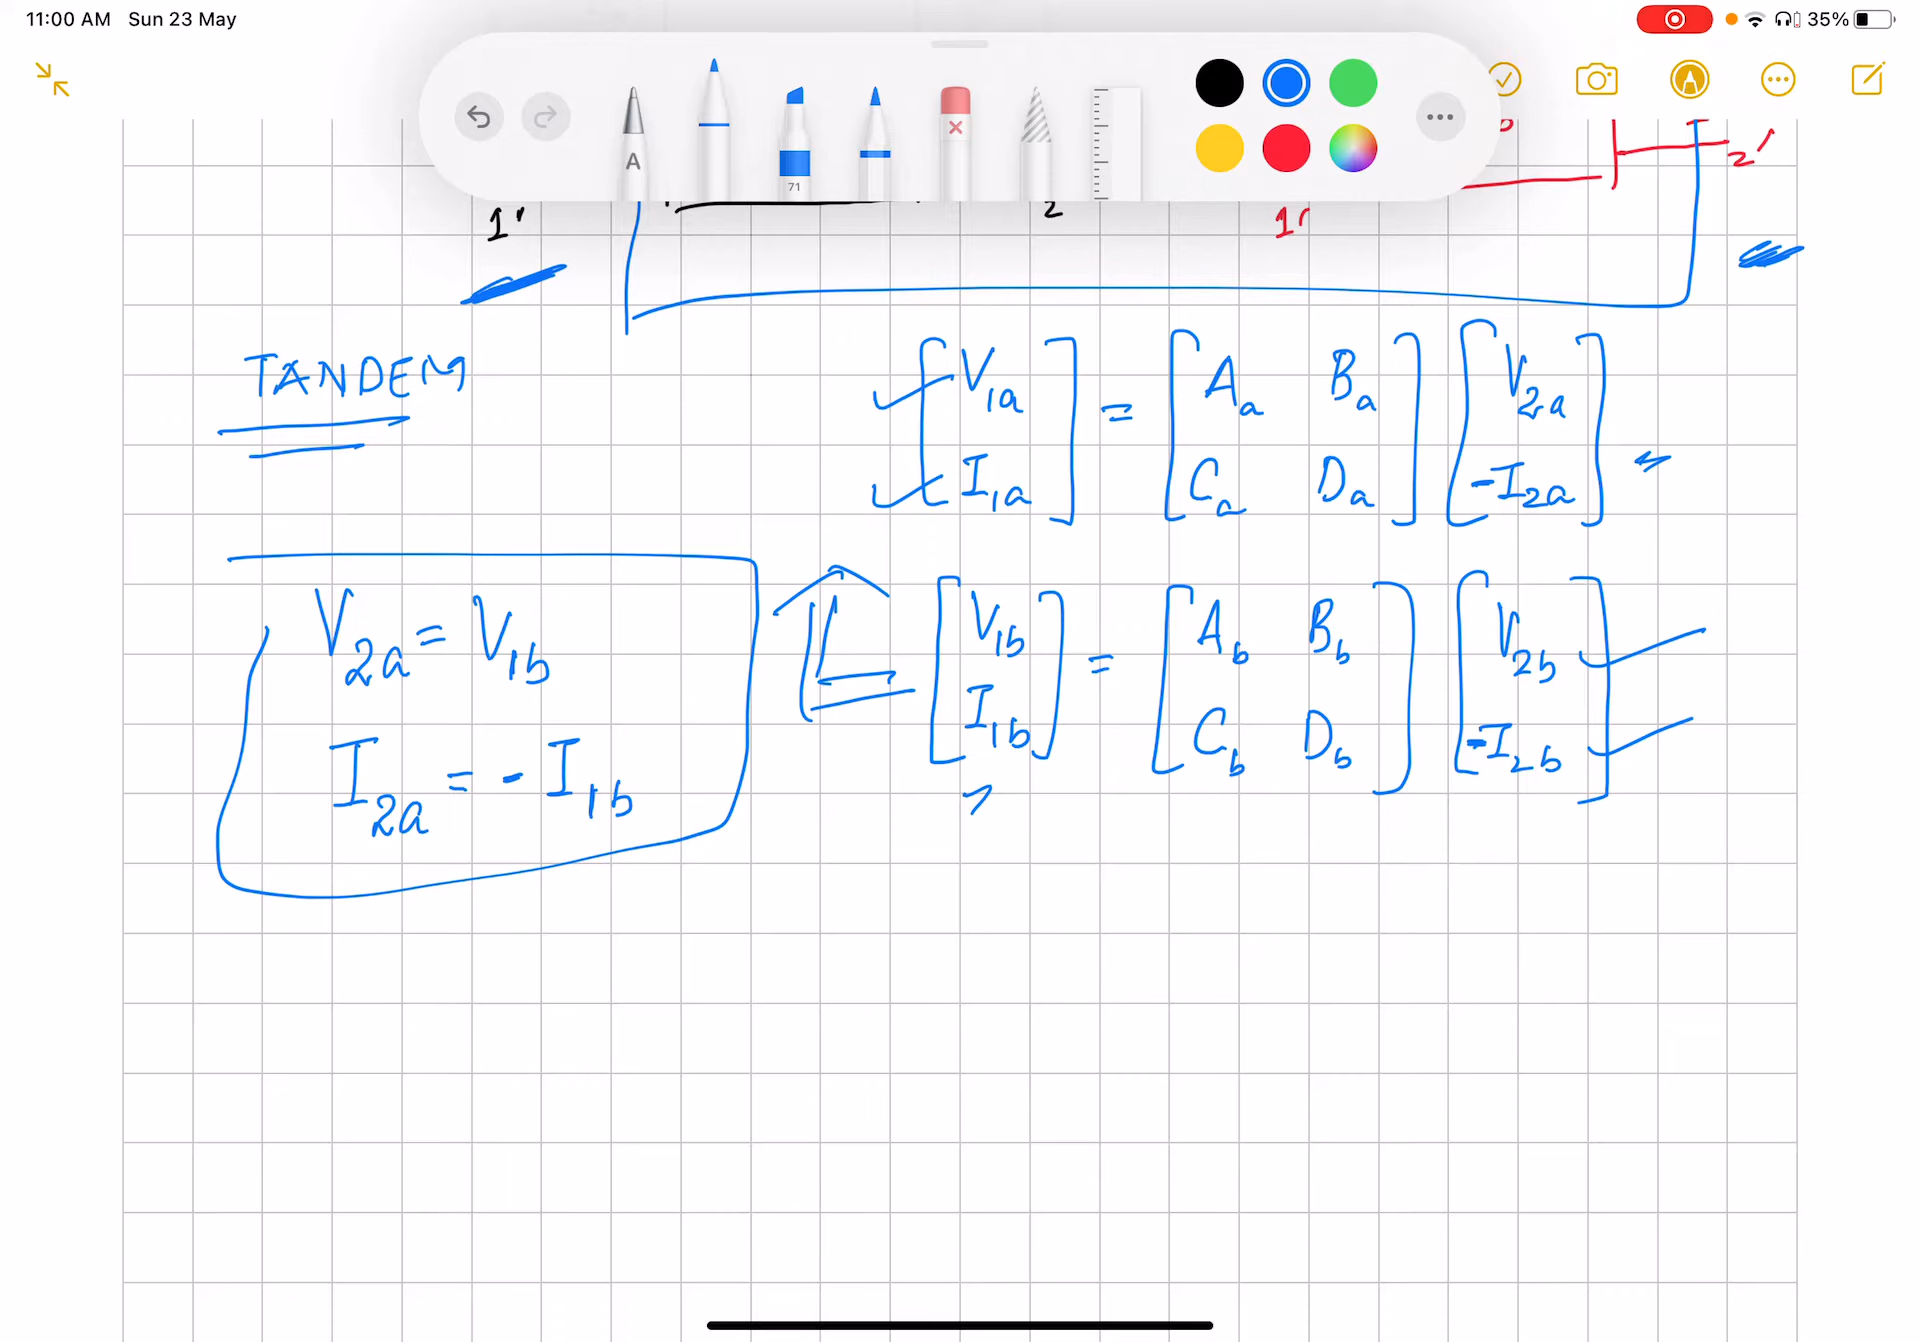 11:00 AM Sun 23 May
35%
A
71
2'
1'
2
1'
TANDEM
[V1a I1a] = [Aa Ba Ca Da] [V2a -I2a]
V2a = V1b
I2a = - I1b
[V1b I1b] = [Ab Bb Cb Db] [V2b -I2b]